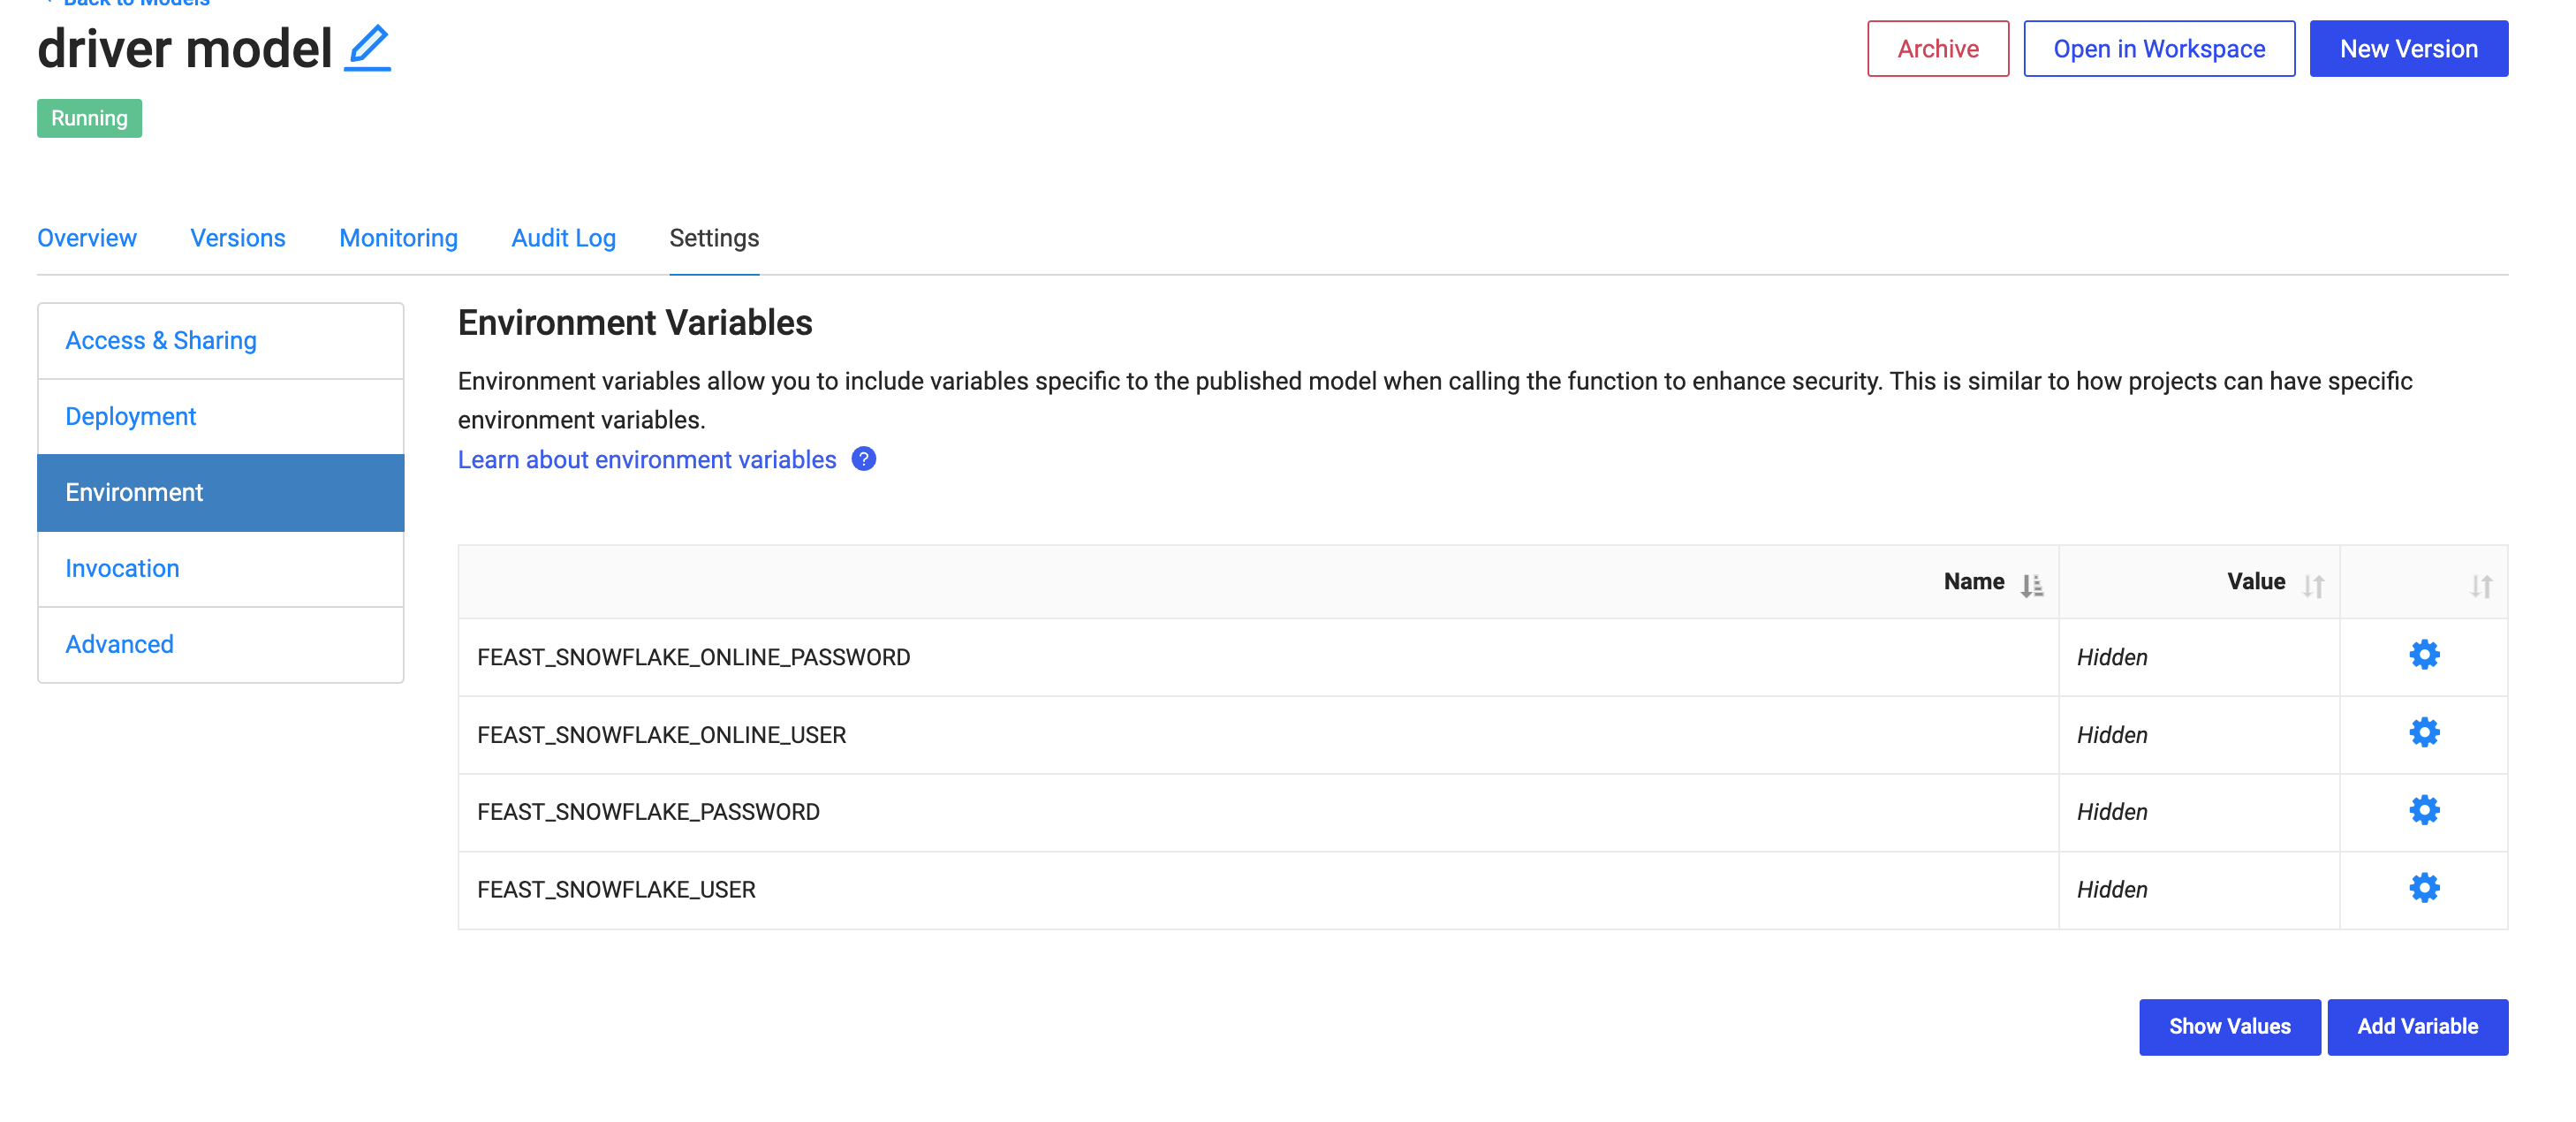 Back to Models
driver model
Archive
Open in Workspace
New Version
Running
Overview
Versions
Monitoring
Audit Log
Settings
Access & Sharing
Deployment
Environment
Invocation
Advanced
Environment Variables
Environment variables allow you to include variables specific to the published model when calling the function to enhance security. This is similar to how projects can have specific
environment variables.
Learn about environment variables ?
Name Value
FEAST_SNOWFLAKE_ONLINE_PASSWORD Hidden
FEAST_SNOWFLAKE_ONLINE_USER Hidden
FEAST_SNOWFLAKE_PASSWORD Hidden
FEAST_SNOWFLAKE_USER Hidden
Show Values
Add Variable